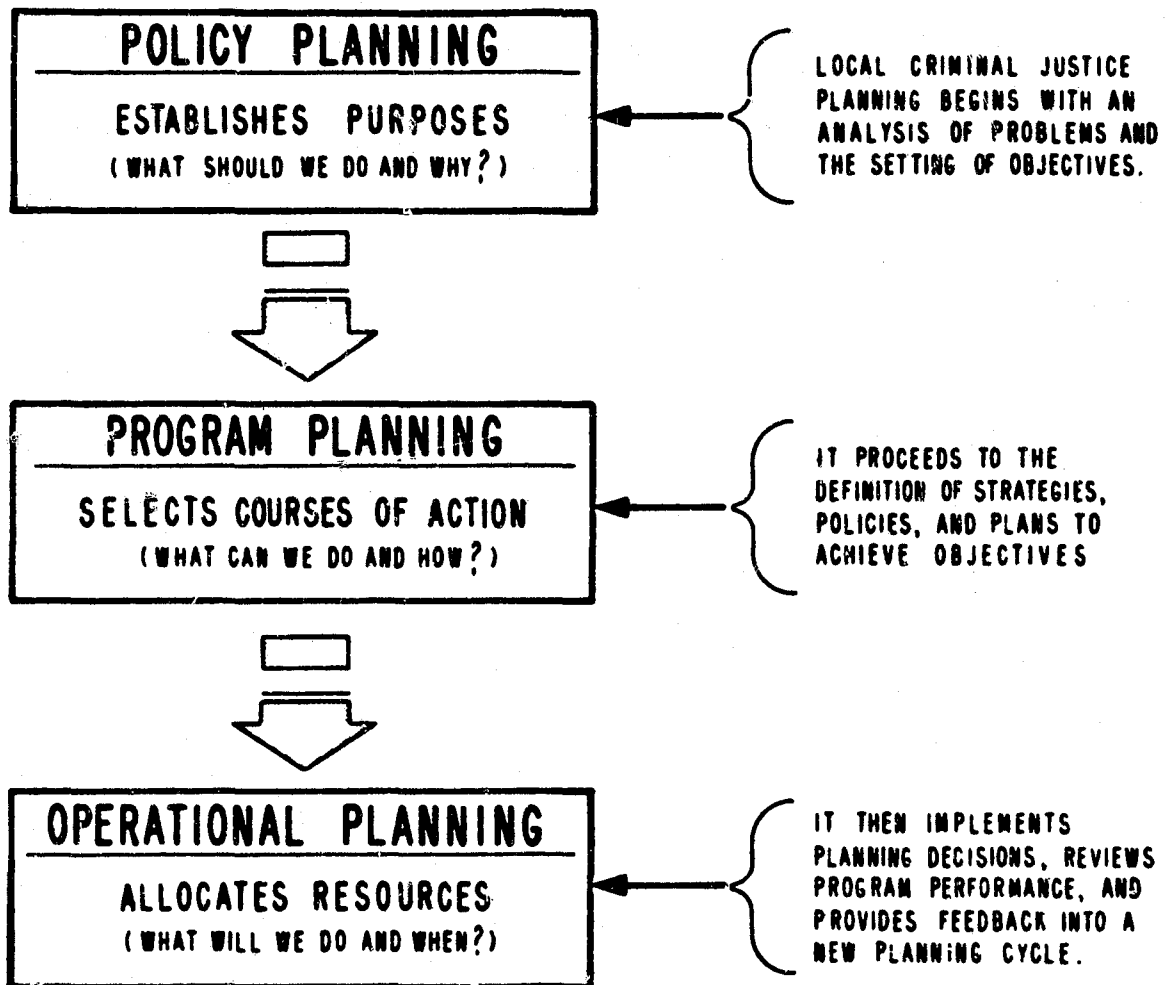 POLICY PLANNING
ESTABLISHES PURPOSES
(WHAT SHOULD WE DO AND WHY?)
LOCAL CRIMINAL JUSTICE
PLANNING BEGINS WITH AN
ANALYSIS OF PROBLEMS AND
THE SETTING OF OBJECTIVES.
PROGRAM PLANNING
SELECTS COURSES OF ACTION
(WHAT CAN WE DO AND HOW?)
IT PROCEEDS TO THE
DEFINITION OF STRATEGIES,
POLICIES, AND PLANS TO
ACHIEVE OBJECTIVES
OPERATIONAL PLANNING
ALLOCATES RESOURCES
(WHAT WILL WE DO AND WHEN?)
IT THEN IMPLEMENTS
PLANNING DECISIONS, REVIEWS
PROGRAM PERFORMANCE, AND
PROVIDES FEEDBACK INTO A
NEW PLANNING CYCLE.